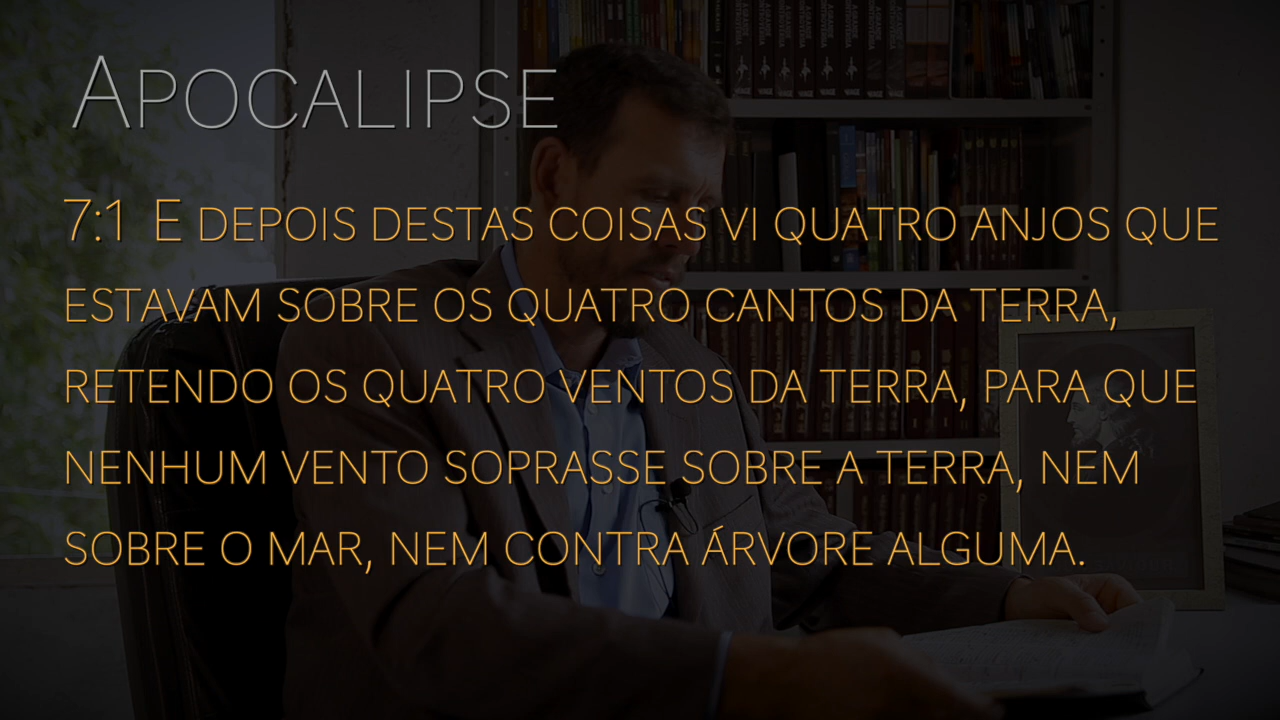 APOCALIPSE
7:1 E DEPOIS DESTAS COISAS VI QUATRO ANJOS QUE
ESTAVAM SOBRE OS QUATRO CANTOS DA TERRA,
RETENDO OS QUATRO VENTOS DA TERRA, PARA QUE
NENHUM VENTO SOPRASSE SOBRE A TERRA, NEM
SOBRE O MAR, NEM CONTRA ÁRVORE ALGUMA.